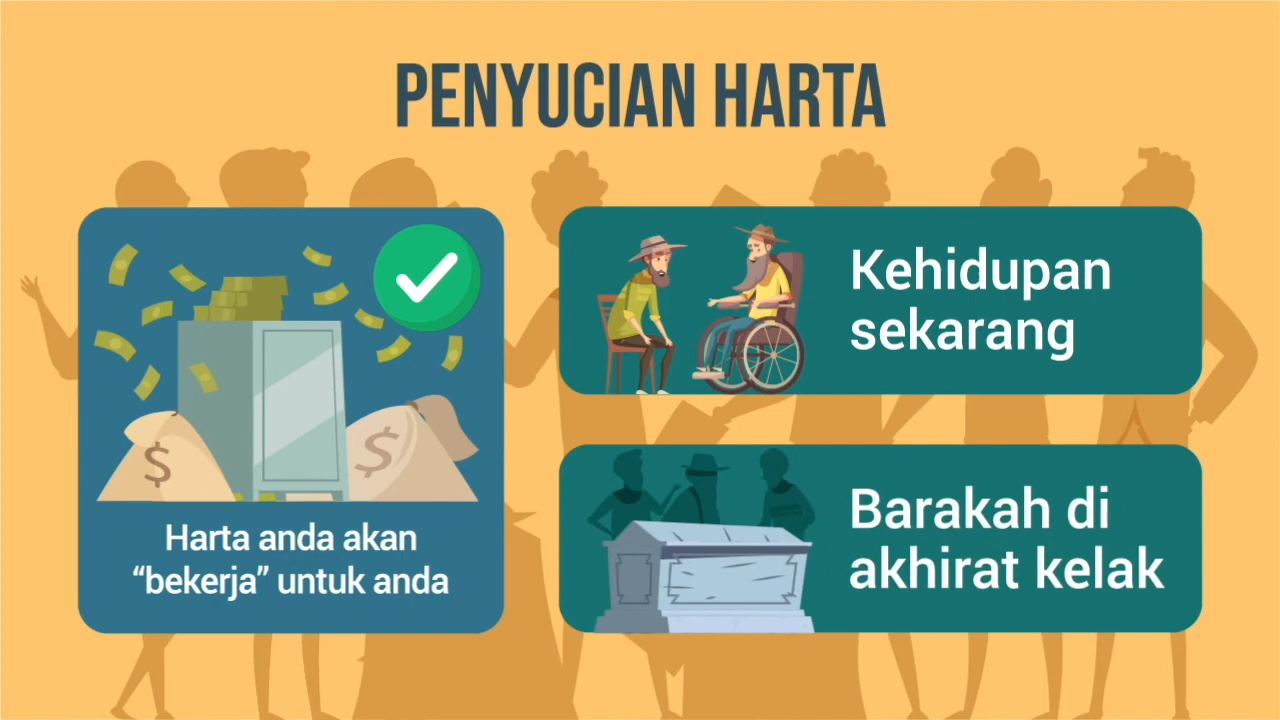 PENYUCIAN HARTA
$
$
Harta anda akan
“bekerja” untuk anda
Kehidupan
sekarang
Barakah di
akhirat kelak